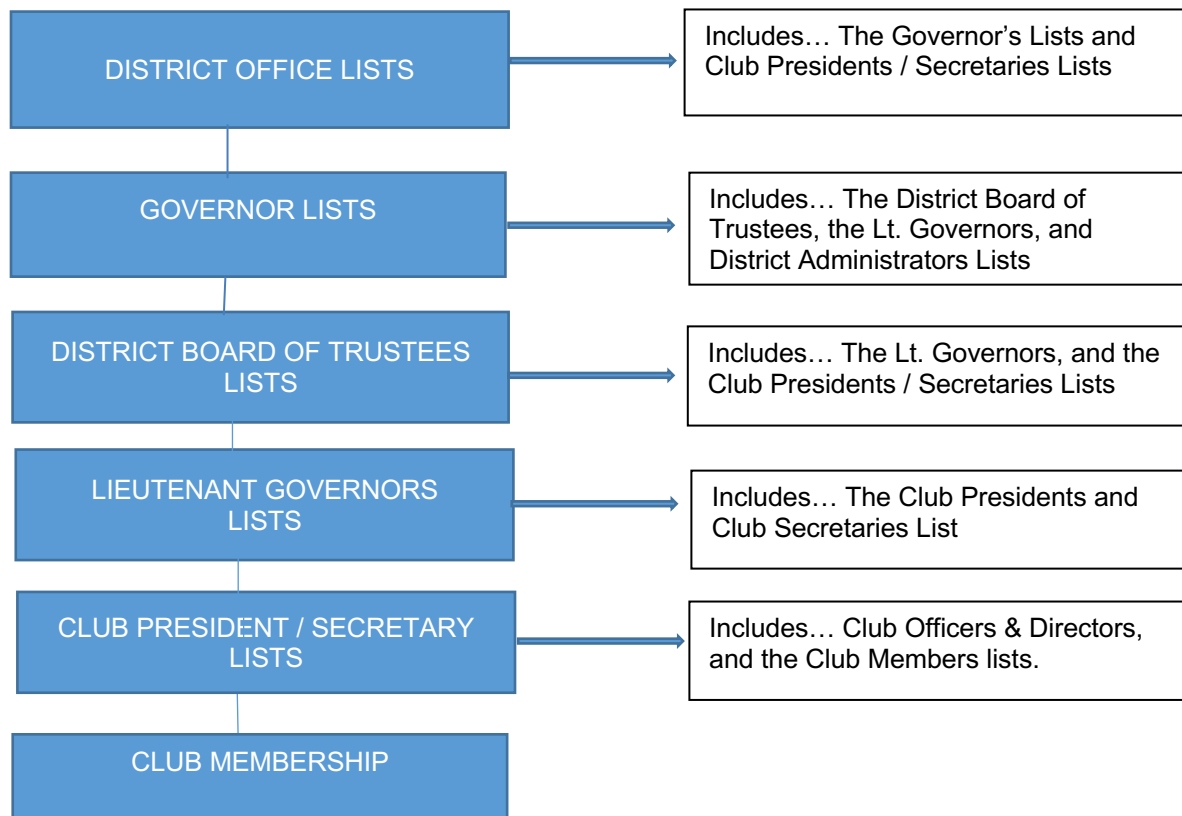 DISTRICT OFFICE LISTS
Includes… The Governor’s Lists and
Club Presidents / Secretaries Lists
GOVERNOR LISTS
Includes… The District Board of
Trustees, the Lt. Governors, and
District Administrators Lists
DISTRICT BOARD OF TRUSTEES
LISTS
Includes… The Lt. Governors, and the
Club Presidents / Secretaries Lists
LIEUTENANT GOVERNORS
LISTS
Includes… The Club Presidents and
Club Secretaries List
CLUB PRESIDENT / SECRETARY
LISTS
Includes… Club Officers & Directors,
and the Club Members lists.
CLUB MEMBERSHIP